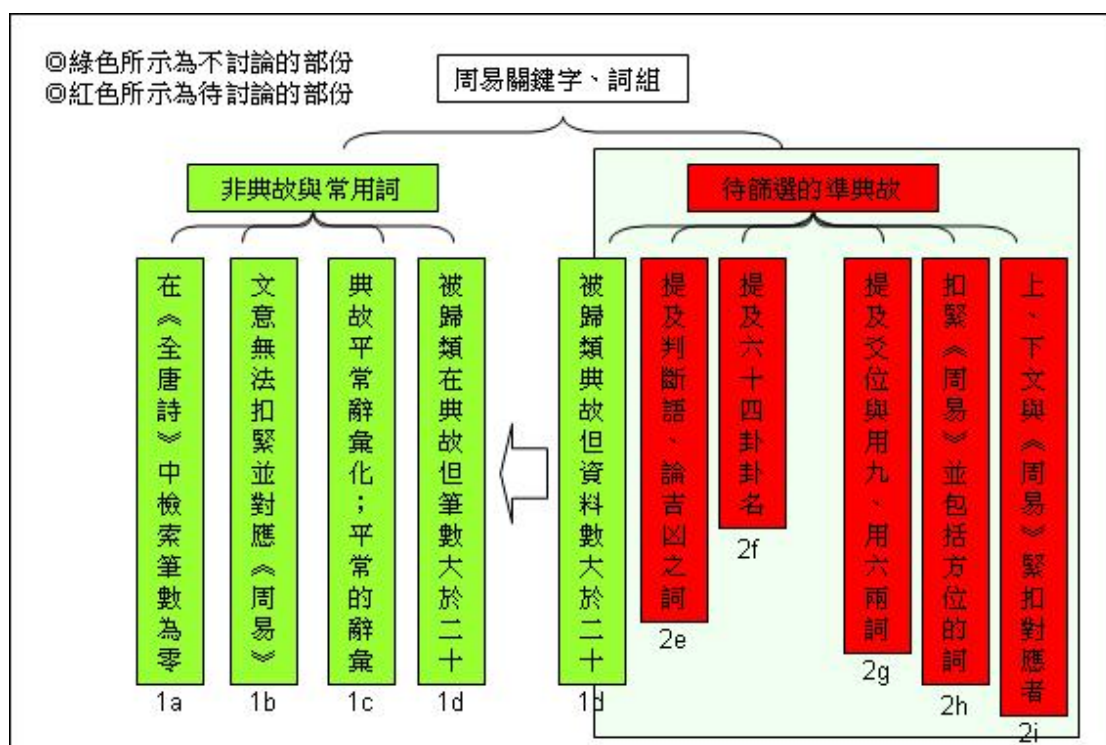 ◎綠色所示為不討論的部份
◎紅色所示為待討論的部份
周易關鍵字、詞組
非典故與常用詞
待篩選的準典故
在《全唐詩》中檢索筆數為零
1a
文意無法扣緊並對應《周易》
1b
典故平常辭彙化；平常的辭彙
1c
被歸類在典故但筆數大於二十
1d
被歸類典故但資料數大於二十
1d
提及判斷語、論吉凶之詞
2e
提及六十四卦卦名
2f
提及爻位與用九、用六兩詞
2g
扣緊《周易》並包括方位的詞
2h
上、下文與《周易》緊扣對應者
2i